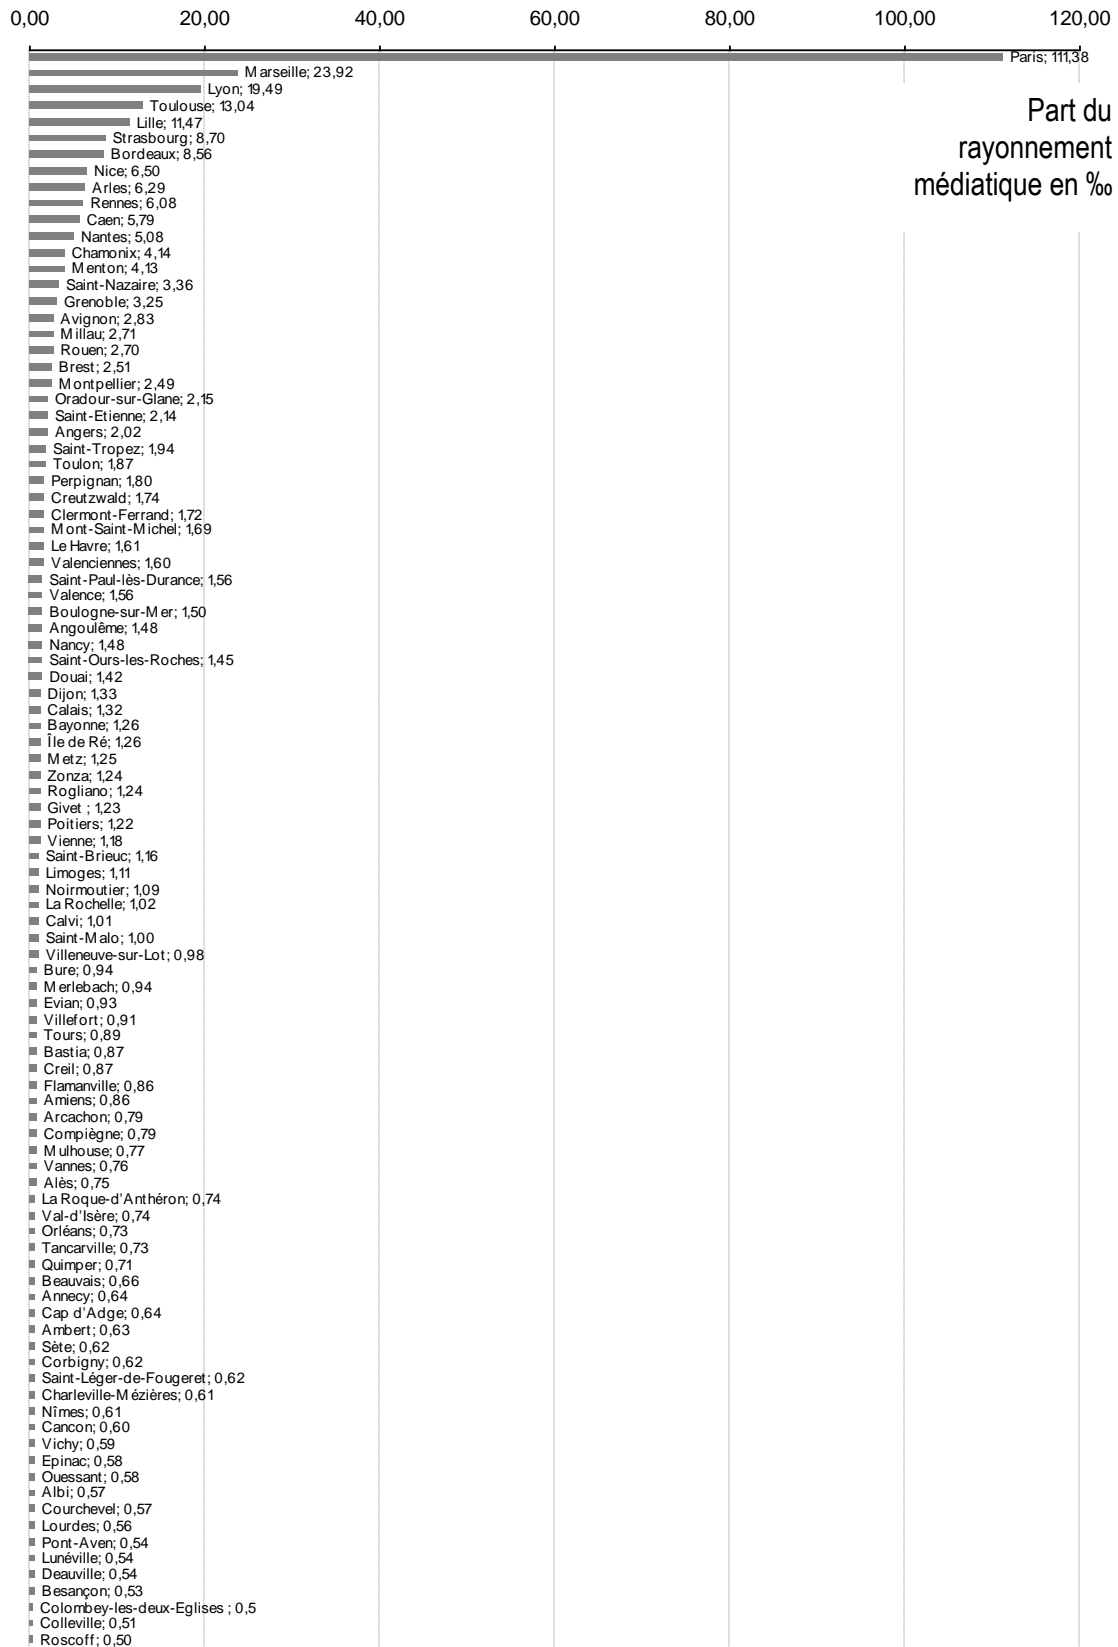 0,00 20,00 40,00 60,00 80,00 100,00 120,00
Paris; 111,38
Marseille; 23,92
Lyon; 19,49
Toulouse; 13,04
Lille; 11,47
Strasbourg; 8,70
Bordeaux; 8,56
Nice; 6,50
Arles; 6,29
Rennes; 6,08
Caen; 5,79
Nantes; 5,08
Chamonix; 4,14
Menton; 4,13
Saint-Nazaire; 3,36
Grenoble; 3,25
Avignon; 2,83
Millau; 2,71
Rouen; 2,70
Brest; 2,51
Montpellier; 2,49
Oradour-sur-Glane; 2,15
Saint-Etienne; 2,14
Angers; 2,02
Saint-Tropez; 1,94
Toulon; 1,87
Perpignan; 1,80
Creutzwald; 1,74
Clermont-Ferrand; 1,72
Mont-Saint-Michel; 1,69
Le Havre; 1,61
Valenciennes; 1,60
Saint-Paul-lès-Durance; 1,56
Valence; 1,56
Boulogne-sur-Mer; 1,50
Angoulême; 1,48
Nancy; 1,48
Saint-Ours-les-Roches; 1,45
Douai; 1,42
Dijon; 1,33
Calais; 1,32
Bayonne; 1,26
Île de Ré; 1,26
Metz; 1,25
Zonza; 1,24
Rogliano; 1,24
Givet ; 1,23
Poitiers; 1,22
Vienne; 1,18
Saint-Brieuc; 1,16
Limoges; 1,11
Noirmoutier; 1,09
La Rochelle; 1,02
Calvi; 1,01
Saint-Malo; 1,00
Villeneuve-sur-Lot; 0,98
Bure; 0,94
Merlebach; 0,94
Evian; 0,93
Villefort; 0,91
Tours; 0,89
Bastia; 0,87
Creil; 0,87
Flamanville; 0,86
Amiens; 0,86
Arcachon; 0,79
Compiègne; 0,79
Mulhouse; 0,77
Vannes; 0,76
Alès; 0,75
La Roque-d'Anthéron; 0,74
Val-d'Isère; 0,74
Orléans; 0,73
Tancarville; 0,73
Quimper; 0,71
Beauvais; 0,66
Annecy; 0,64
Cap d'Adge; 0,64
Ambert; 0,63
Sète; 0,62
Corbigny; 0,62
Saint-Léger-de-Fougeret; 0,62
Charleville-Mézières; 0,61
Nîmes; 0,61
Cancon; 0,60
Vichy; 0,59
Epinac; 0,58
Ouessant; 0,58
Albi; 0,57
Courchevel; 0,57
Lourdes; 0,56
Pont-Aven; 0,54
Lunéville; 0,54
Deauville; 0,54
Besançon; 0,53
Colombey-les-deux-Eglises ; 0,5
Colleville; 0,51
Roscoff; 0,50
Part du
rayonnement
médiatique en ‰